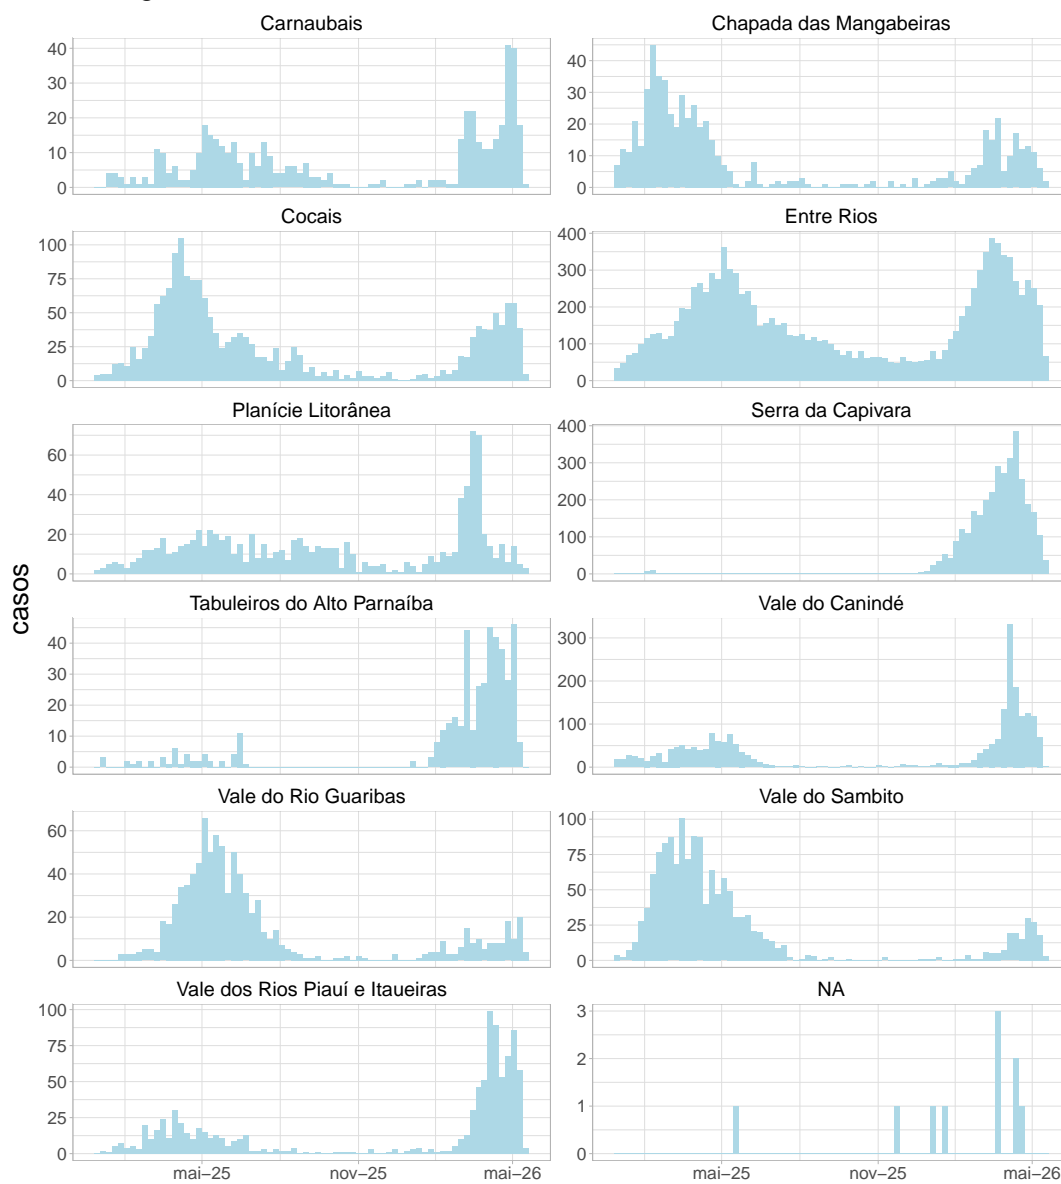 Carnaubais
Chapada das Mangabeiras
40
30
20
10
0
40
30
20
10
0
Cocais
Entre Rios
100
75
50
25
0
400
300
200
100
0
Planície Litorânea
Serra da Capivara
60
40
20
0
400
300
200
100
0
casos
Tabuleiros do Alto Parnaíba
Vale do Canindé
40
30
20
10
0
300
200
100
0
Vale do Rio Guaribas
Vale do Sambito
60
40
20
0
100
75
50
25
0
Vale dos Rios Piauí e Itaueiras
NA
100
75
50
25
0
3
2
1
0
mai−25
nov−25
mai−26
mai−25
nov−25
mai−26